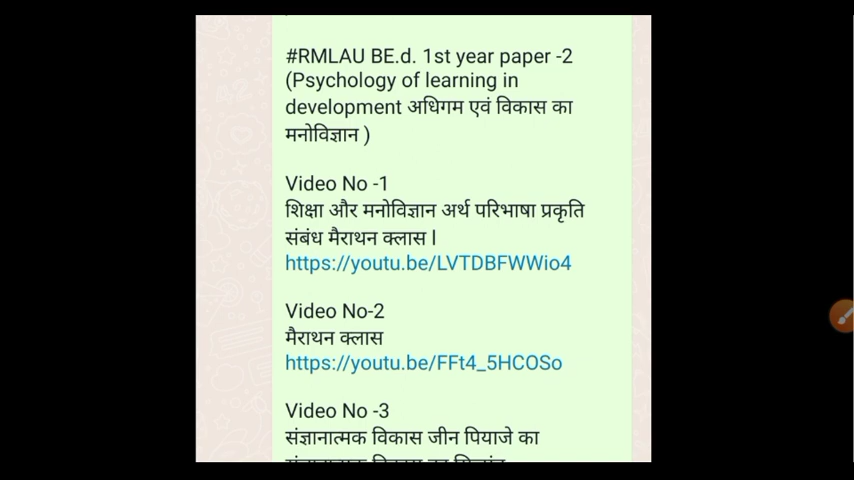 #RMLAU BE.d. 1st year paper -2
(Psychology of learning in
development अधिगम एवं विकास का
मनोविज्ञान )
Video No -1
शिक्षा और मनोविज्ञान अर्थ परिभाषा प्रकृति
संबंध मैराथन क्लास l
https://youtu.be/LVTDBFWWio4
Video No-2
मैराथन क्लास
https://youtu.be/FFt4_5HCOSo
Video No -3
संज्ञानात्मक विकास जीन पियाजे का